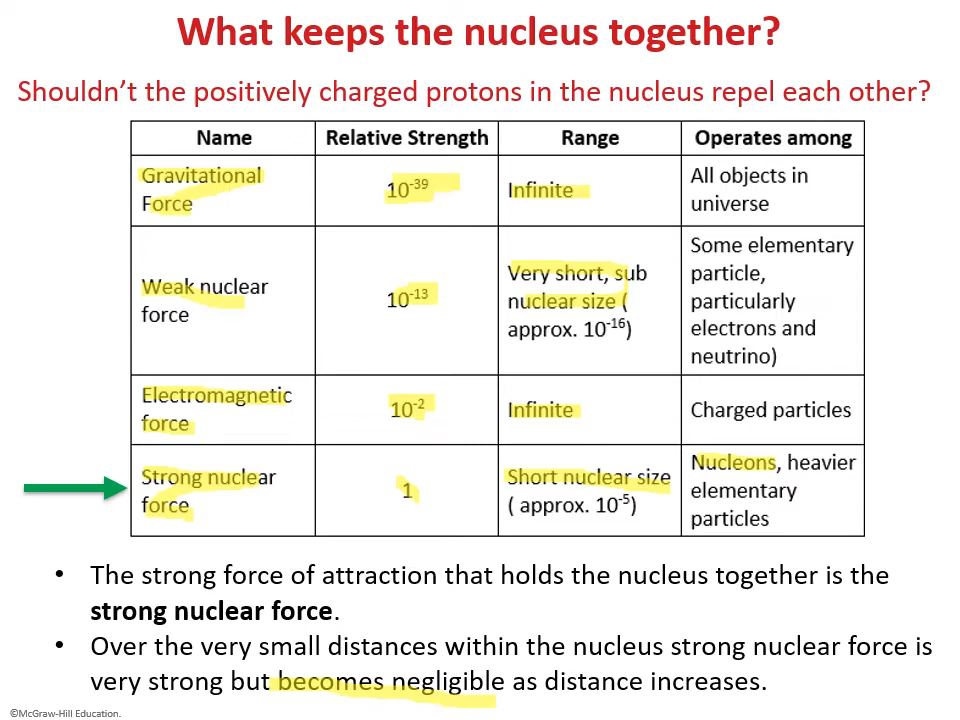 What keeps the nucleus together?
Shouldn't the positively charged protons in the nucleus repel each other?
Name Relative Strength Range Operates among
Gravitational Force 10⁻³⁹ Infinite All objects in universe
Weak nuclear force 10⁻¹³ Very short, sub nuclear size ( approx. 10⁻¹⁶) Some elementary particle, particularly electrons and neutrino)
Electromagnetic force 10⁻² Infinite Charged particles
Strong nuclear force 1 Short nuclear size ( approx. 10⁻⁵) Nucleons, heavier elementary particles
• The strong force of attraction that holds the nucleus together is the
strong nuclear force.
• Over the very small distances within the nucleus strong nuclear force is
very strong but becomes negligible as distance increases.
©McGraw-Hill Education.